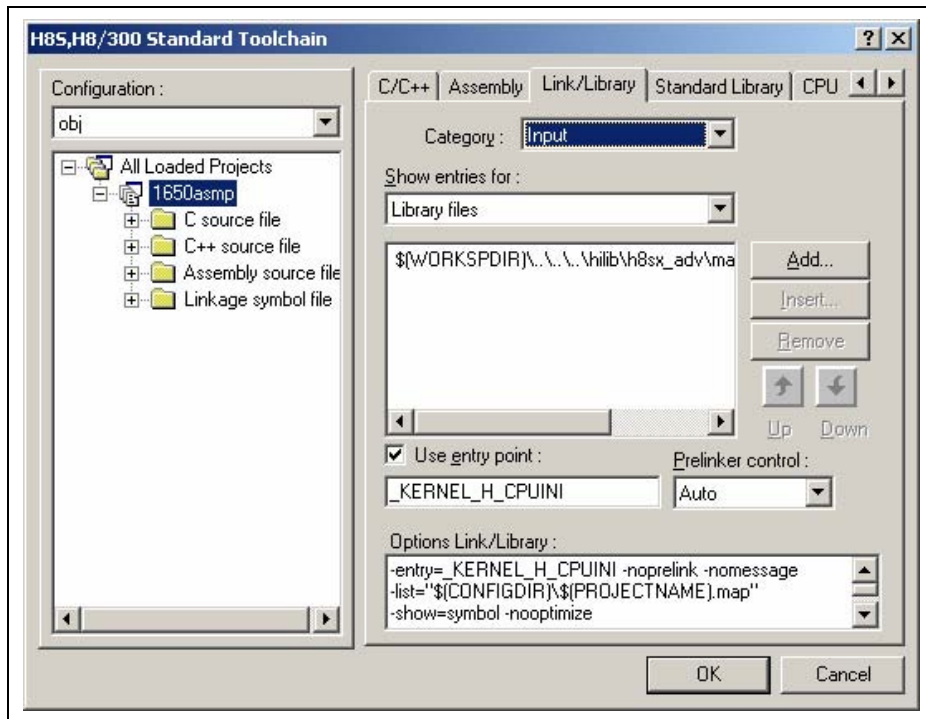 H8S,H8/300 Standard Toolchain
Configuration :
obj
All Loaded Projects
1650asmp
C source file
C++ source file
Assembly source file
Linkage symbol file
C/C++ Assembly Link/Library Standard Library CPU
Category : Input
Show entries for :
Library files
$(WORKSPDIR)\..\..\..\hilib\h8sx_adv\ma
Add...
Insert...
Remove
Up Down
Use entry point :
_KERNEL_H_CPUINI
Prelinker control :
Auto
Options Link/Library :
-entry=_KERNEL_H_CPUINI -noprelink -nomessage
-list="$(CONFIGDIR)\$(PROJECTNAME).map"
-show=symbol -nooptimize
OK Cancel